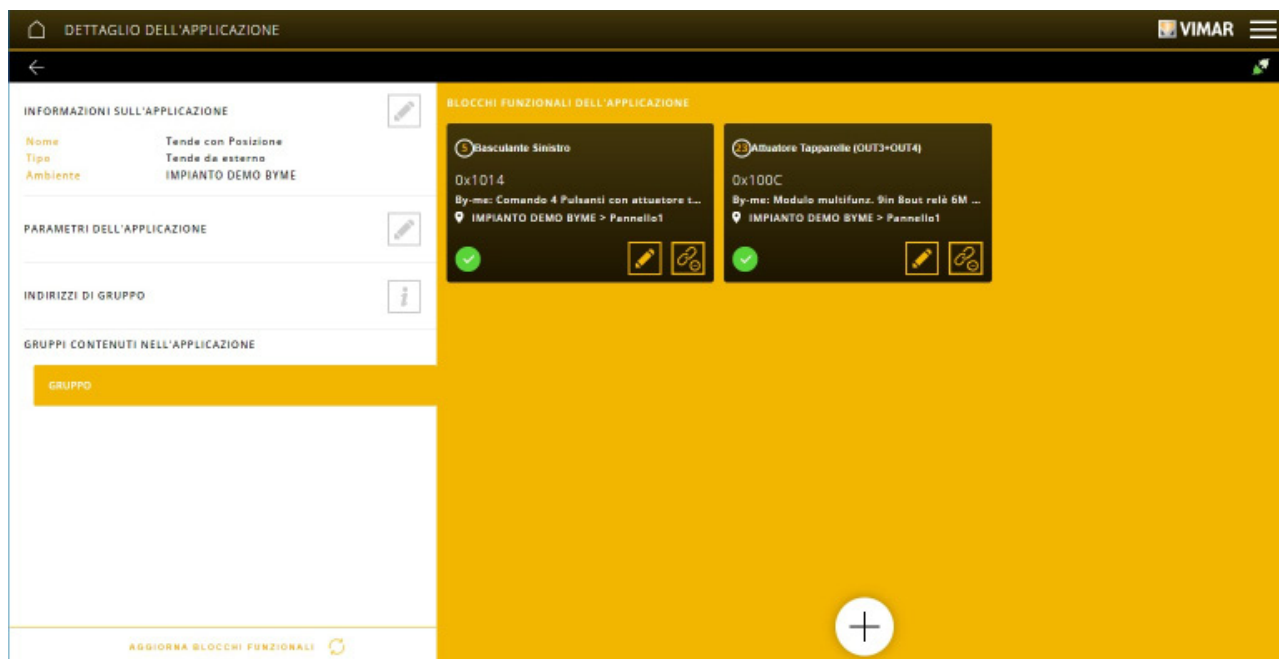 DETTAGLIO DELL'APPLICAZIONE
VIMAR
INFORMAZIONI SULL'APPLICAZIONE
Nome Tende con Posizione
Tipo Tende da esterno
Ambiente IMPIANTO DEMO BYME
PARAMETRI DELL'APPLICAZIONE
INDIRIZZI DI GRUPPO
i
GRUPPI CONTENUTI NELL'APPLICAZIONE
GRUPPO
AGGIORNA BLOCCHI FUNZIONALI
BLOCCHI FUNZIONALI DELL'APPLICAZIONE
5 Basculante Sinistro
0x1014
By-me: Comando 4 Pulsanti con attuatore t...
IMPIANTO DEMO BYME > Pannello1
23 Attuatore Tapparelle (OUT3+OUT4)
0x100C
By-me: Modulo multifunz. 9in 8out relè 6M ...
IMPIANTO DEMO BYME > Pannello1